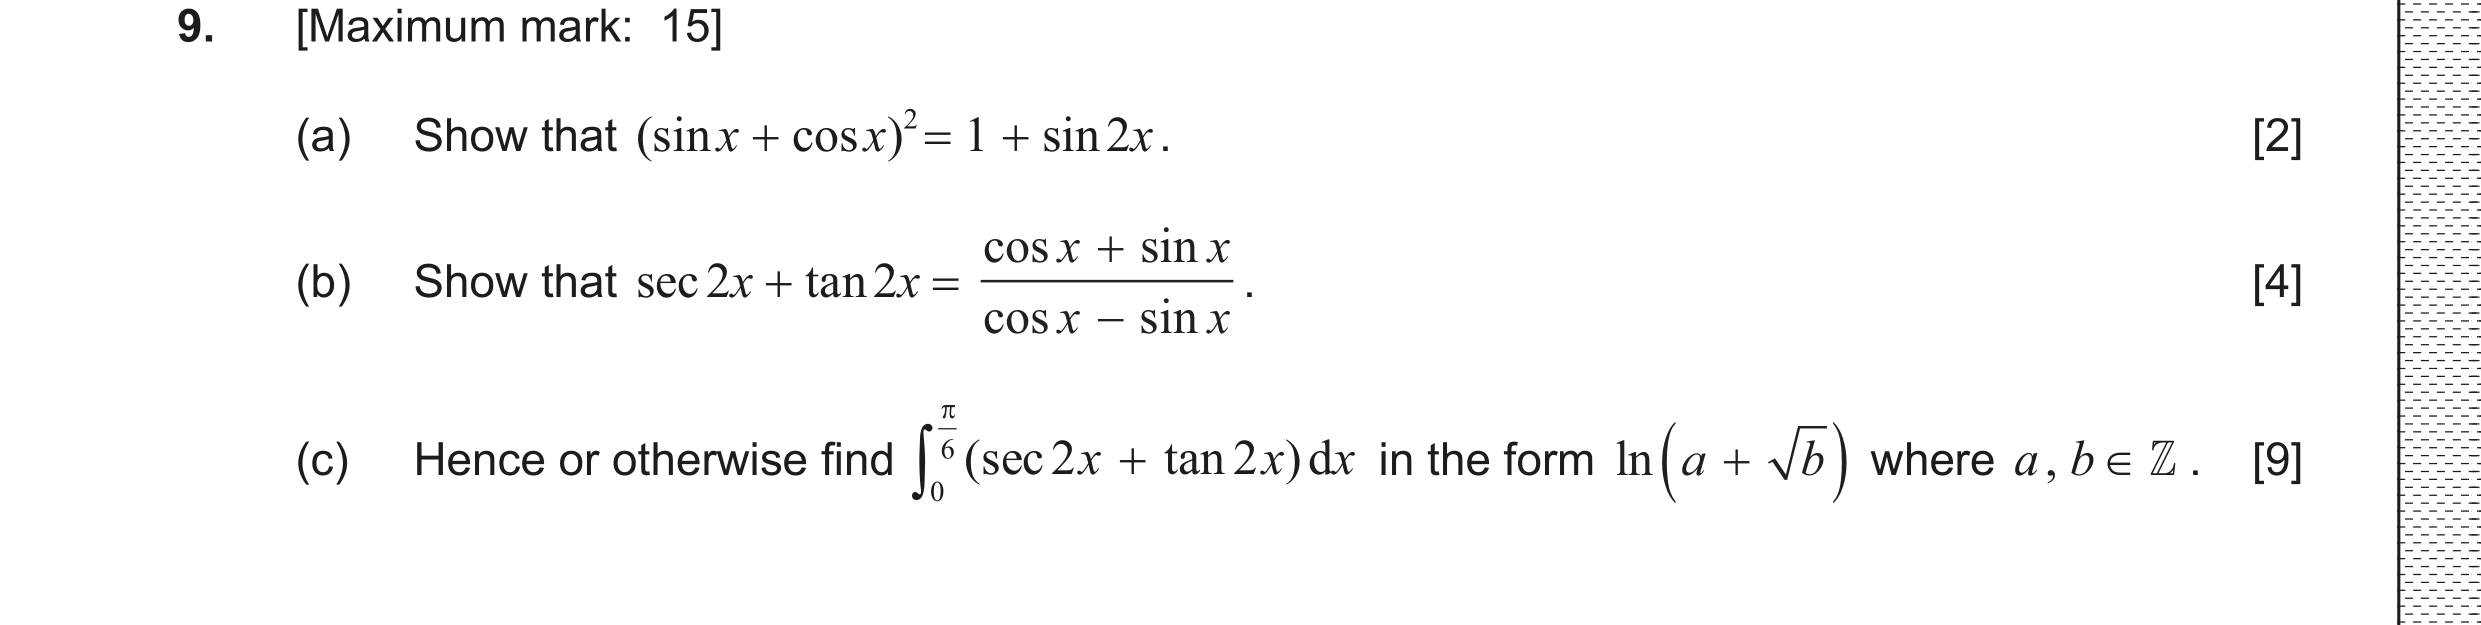 9. [Maximum mark: 15]
(a) Show that (sin x + cos x)² = 1 + sin 2x. [2]
(b) Show that sec 2x + tan 2x = \frac{cos x + sin x}{cos x − sin x}. [4]
(c) Hence or otherwise find ∫₀^{π/6} (sec 2x + tan 2x) dx in the form ln(a + √b) where a, b ∈ ℤ. [9]